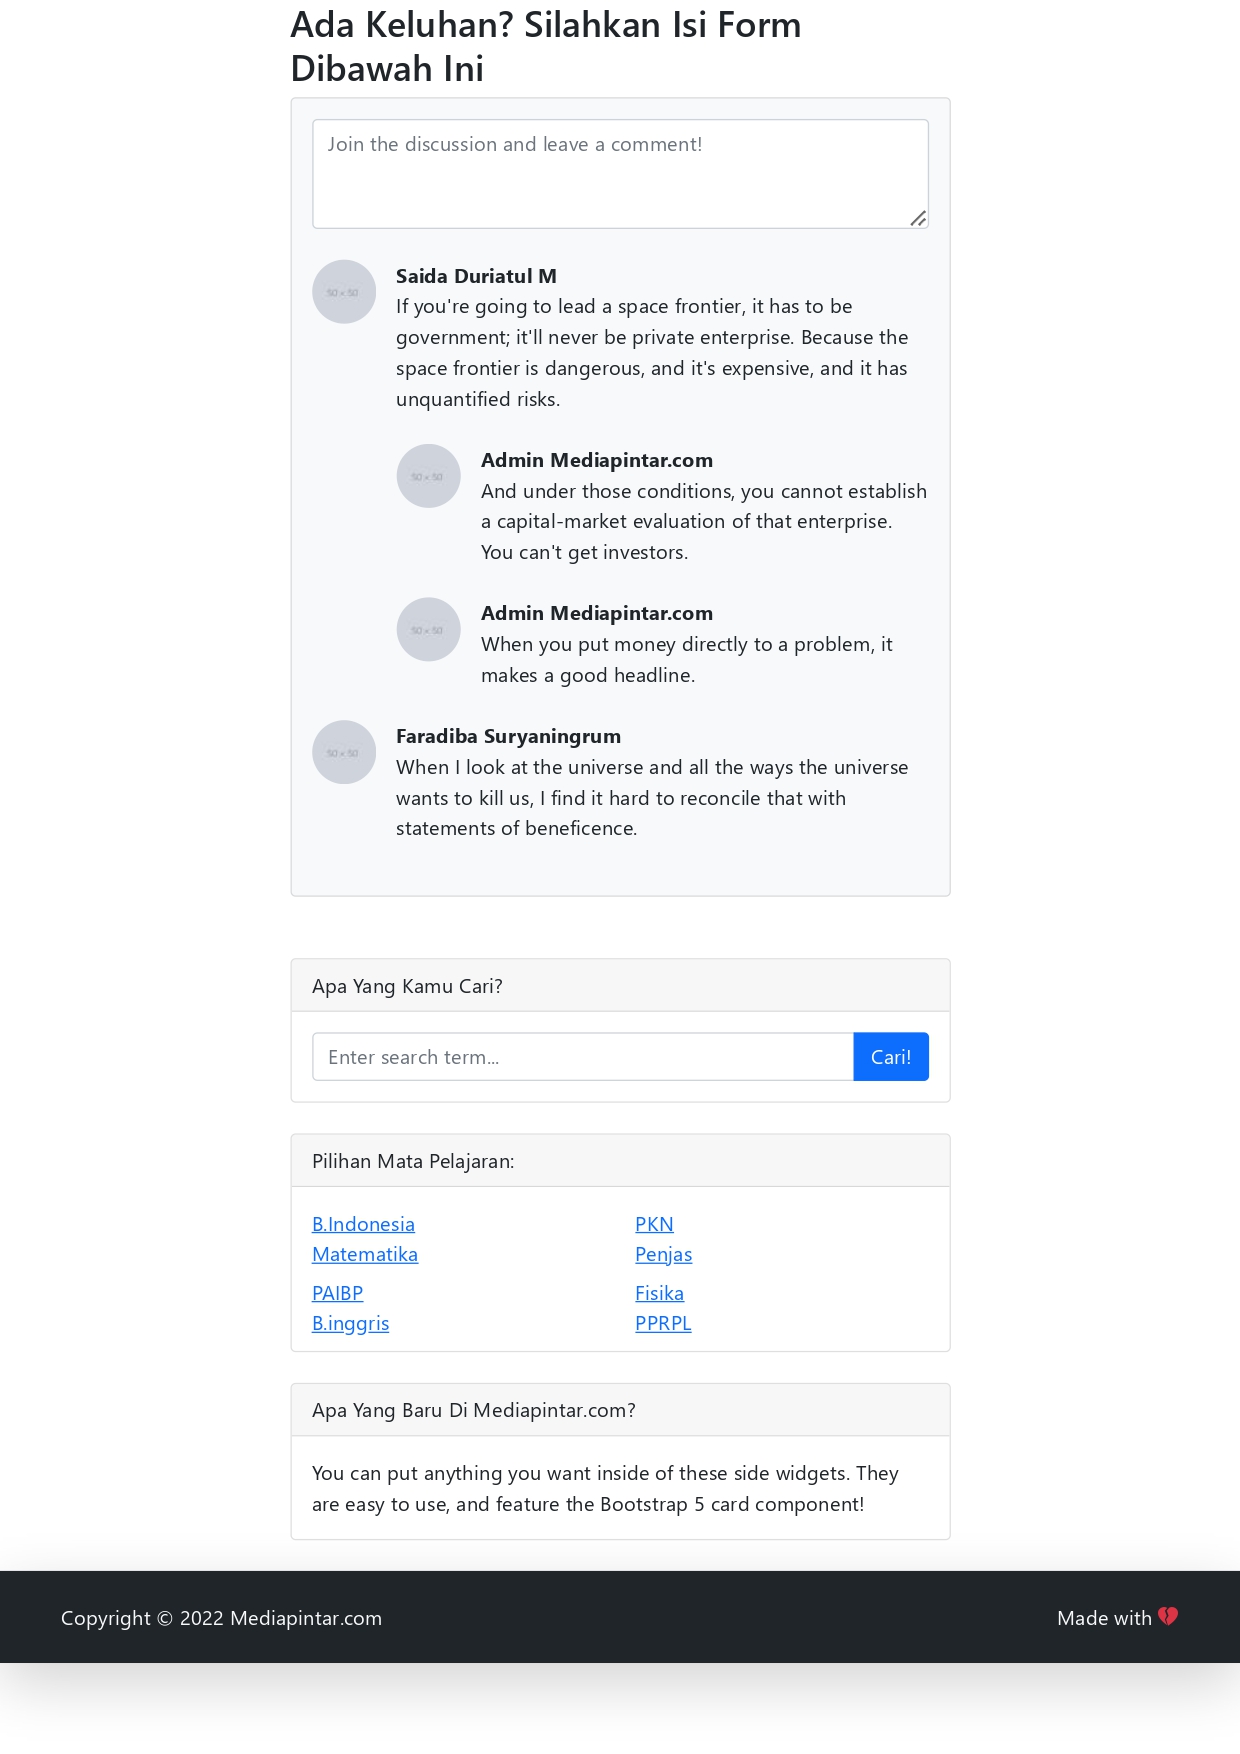 Ada Keluhan? Silahkan Isi Form
Dibawah Ini
Join the discussion and leave a comment!
50 x 50
Saida Duriatul M
If you're going to lead a space frontier, it has to be
government; it'll never be private enterprise. Because the
space frontier is dangerous, and it's expensive, and it has
unquantified risks.
50 x 50
Admin Mediapintar.com
And under those conditions, you cannot establish
a capital-market evaluation of that enterprise.
You can't get investors.
50 x 50
Admin Mediapintar.com
When you put money directly to a problem, it
makes a good headline.
50 x 50
Faradiba Suryaningrum
When I look at the universe and all the ways the universe
wants to kill us, I find it hard to reconcile that with
statements of beneficence.
Apa Yang Kamu Cari?
Enter search term...
Cari!
Pilihan Mata Pelajaran:
B.Indonesia
Matematika
PAIBP
B.inggris
PKN
Penjas
Fisika
PPRPL
Apa Yang Baru Di Mediapintar.com?
You can put anything you want inside of these side widgets. They
are easy to use, and feature the Bootstrap 5 card component!
Copyright © 2022 Mediapintar.com
Made with